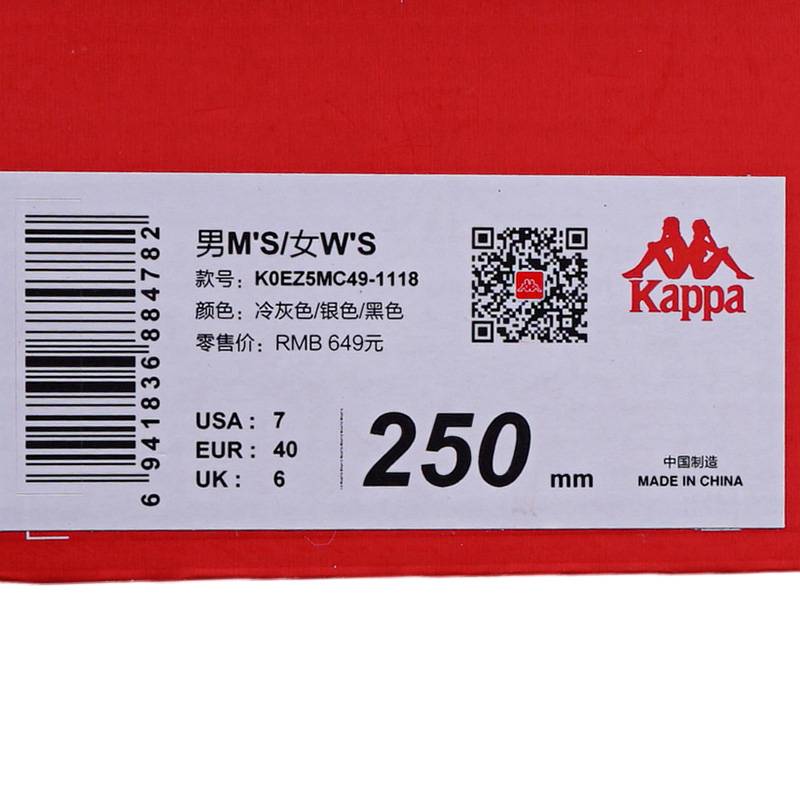 6 941836 884782
男M'S/女W'S
款号：K0EZ5MC49-1118
颜色：冷灰色/银色/黑色
零售价：RMB 649元
USA： 7
EUR： 40
UK： 6
250 mm
Kappa
中国制造
MADE IN CHINA